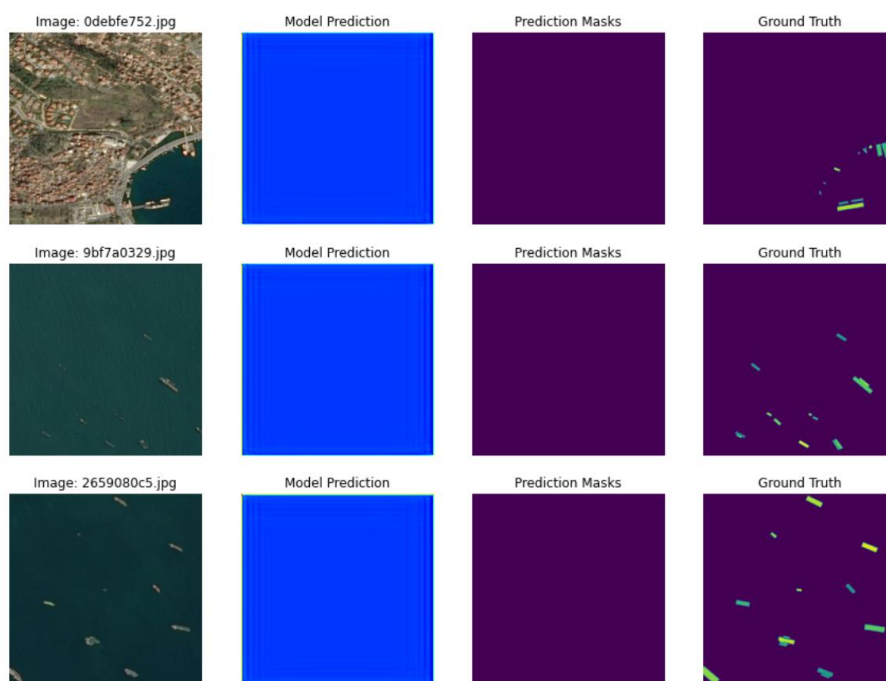 Image: 0debfe752.jpg Model Prediction Prediction Masks Ground Truth
Image: 9bf7a0329.jpg Model Prediction Prediction Masks Ground Truth
Image: 2659080c5.jpg Model Prediction Prediction Masks Ground Truth